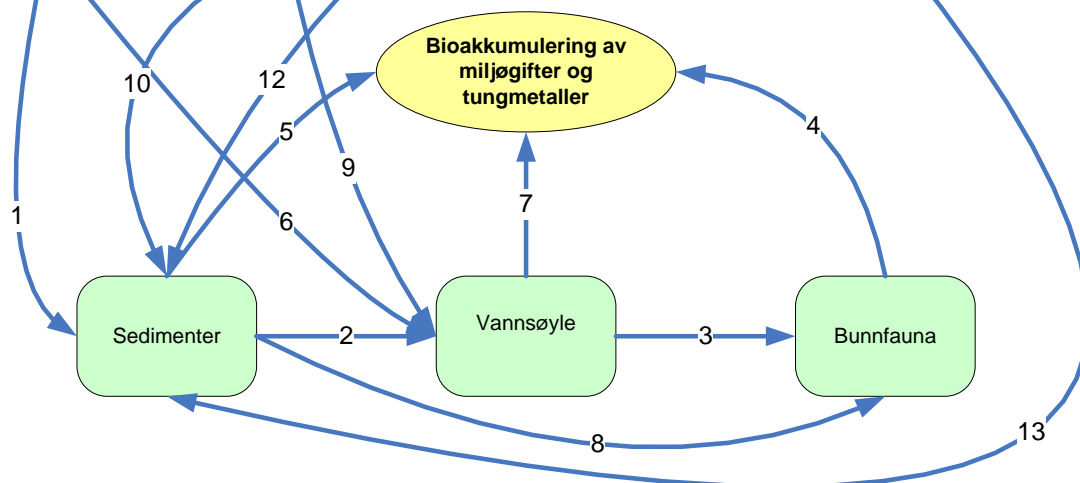 Bioakkumulering av
miljøgifter og
tungmetaller
10
12
5
4
9
7
1
6
Sedimenter
2
Vannsøyle
3
Bunnfauna
8
13